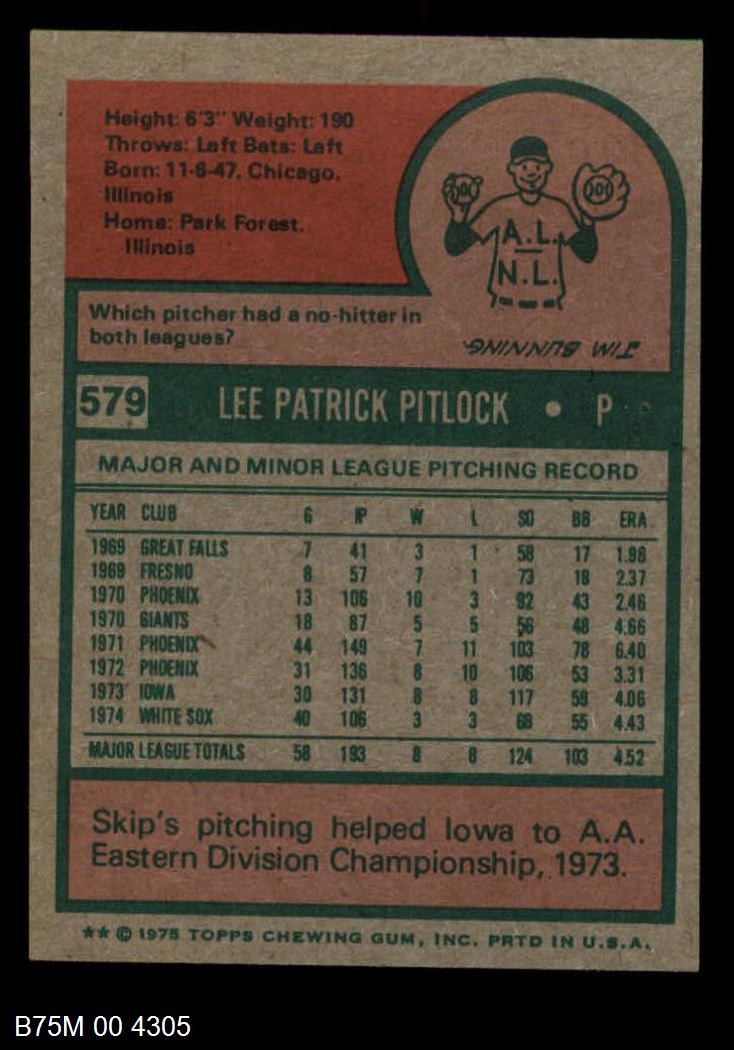 Height: 6'3" Weight: 190
Throws: Left Bats: Left
Born: 11-6-47, Chicago,
Illinois
Home: Park Forest,
Illinois
A.L.
N.L.
Which pitcher had a no-hitter in
both leagues?
JIM BUNNING.
579 LEE PATRICK PITLOCK • P
MAJOR AND MINOR LEAGUE PITCHING RECORD
YEAR CLUB G IP W L SO BB ERA
1969 GREAT FALLS 7 41 3 1 58 17 1.98
1969 FRESNO 8 57 7 1 73 18 2.37
1970 PHOENIX 13 106 10 3 92 43 2.46
1970 GIANTS 18 87 5 5 56 48 4.66
1971 PHOENIX 44 149 7 11 103 78 6.40
1972 PHOENIX 31 136 8 10 106 53 3.31
1973 IOWA 30 131 8 8 117 59 4.06
1974 WHITE SOX 40 106 3 3 68 55 4.43
MAJOR LEAGUE TOTALS 58 193 8 8 124 103 4.52
Skip's pitching helped Iowa to A.A.
Eastern Division Championship, 1973.
** © 1975 TOPPS CHEWING GUM, INC. PRTD IN U.S.A.
B75M 00 4305